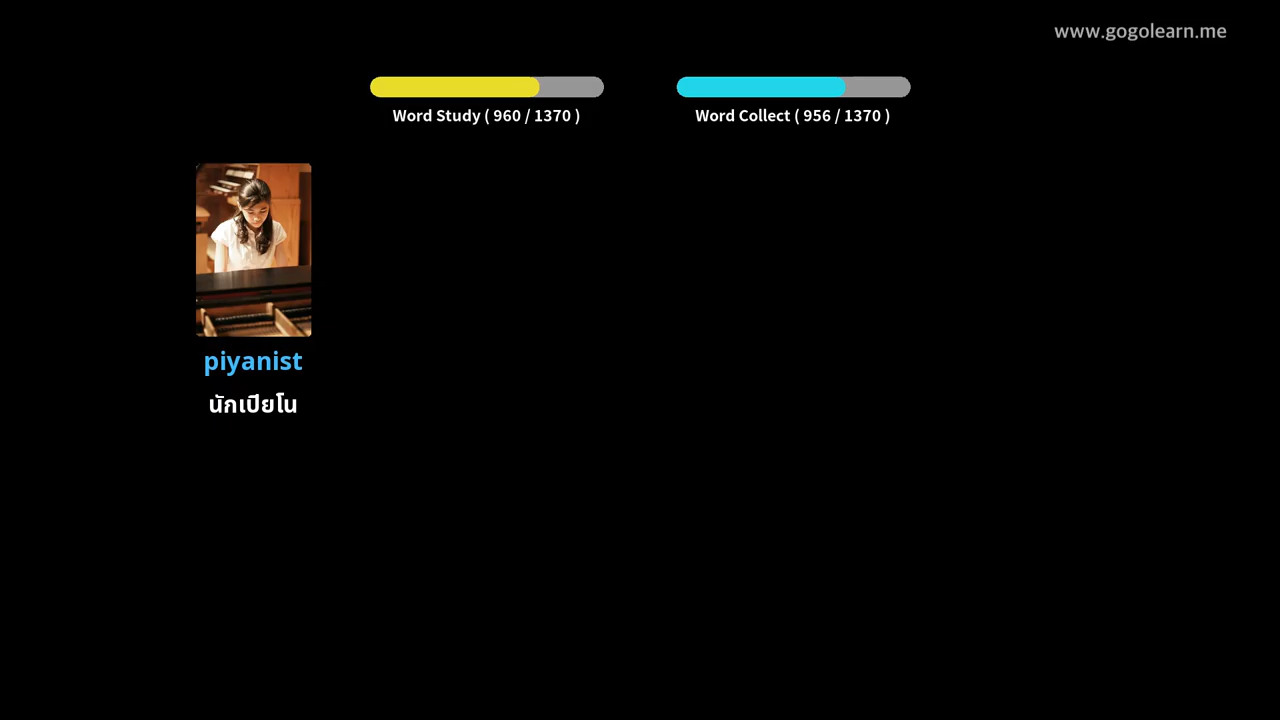 www.gogolearn.me
Word Study ( 960 / 1370 )
Word Collect ( 956 / 1370 )
piyanist
นักเปียโน